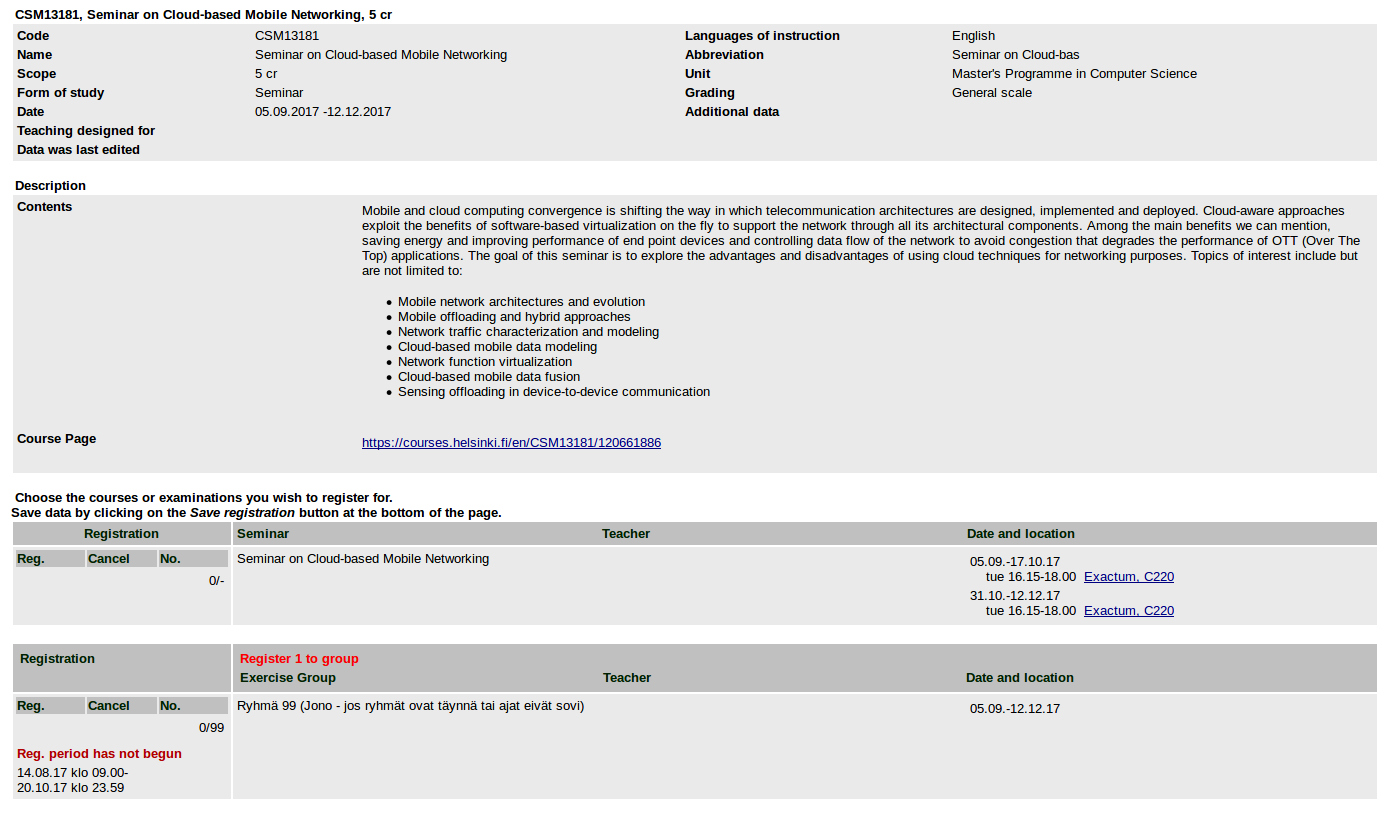 CSM13181, Seminar on Cloud-based Mobile Networking, 5 cr
Code CSM13181 Languages of instruction English
Name Seminar on Cloud-based Mobile Networking Abbreviation Seminar on Cloud-bas
Scope 5 cr Unit Master's Programme in Computer Science
Form of study Seminar Grading General scale
Date 05.09.2017 -12.12.2017 Additional data
Teaching designed for
Data was last edited
Description
Contents
Mobile and cloud computing convergence is shifting the way in which telecommunication architectures are designed, implemented and deployed. Cloud-aware approaches
exploit the benefits of software-based virtualization on the fly to support the network through all its architectural components. Among the main benefits we can mention,
saving energy and improving performance of end point devices and controlling data flow of the network to avoid congestion that degrades the performance of OTT (Over The
Top) applications. The goal of this seminar is to explore the advantages and disadvantages of using cloud techniques for networking purposes. Topics of interest include but
are not limited to:
• Mobile network architectures and evolution
• Mobile offloading and hybrid approaches
• Network traffic characterization and modeling
• Cloud-based mobile data modeling
• Network function virtualization
• Cloud-based mobile data fusion
• Sensing offloading in device-to-device communication
Course Page https://courses.helsinki.fi/en/CSM13181/120661886
Choose the courses or examinations you wish to register for.
Save data by clicking on the Save registration button at the bottom of the page.
Registration Seminar Teacher Date and location
Reg. Cancel No. Seminar on Cloud-based Mobile Networking 05.09.-17.10.17
0/- tue 16.15-18.00 Exactum, C220
31.10.-12.12.17
tue 16.15-18.00 Exactum, C220
Registration Register 1 to group
Exercise Group Teacher Date and location
Reg. Cancel No. Ryhmä 99 (Jono - jos ryhmät ovat täynnä tai ajat eivät sovi) 05.09.-12.12.17
0/99
Reg. period has not begun
14.08.17 klo 09.00-
20.10.17 klo 23.59